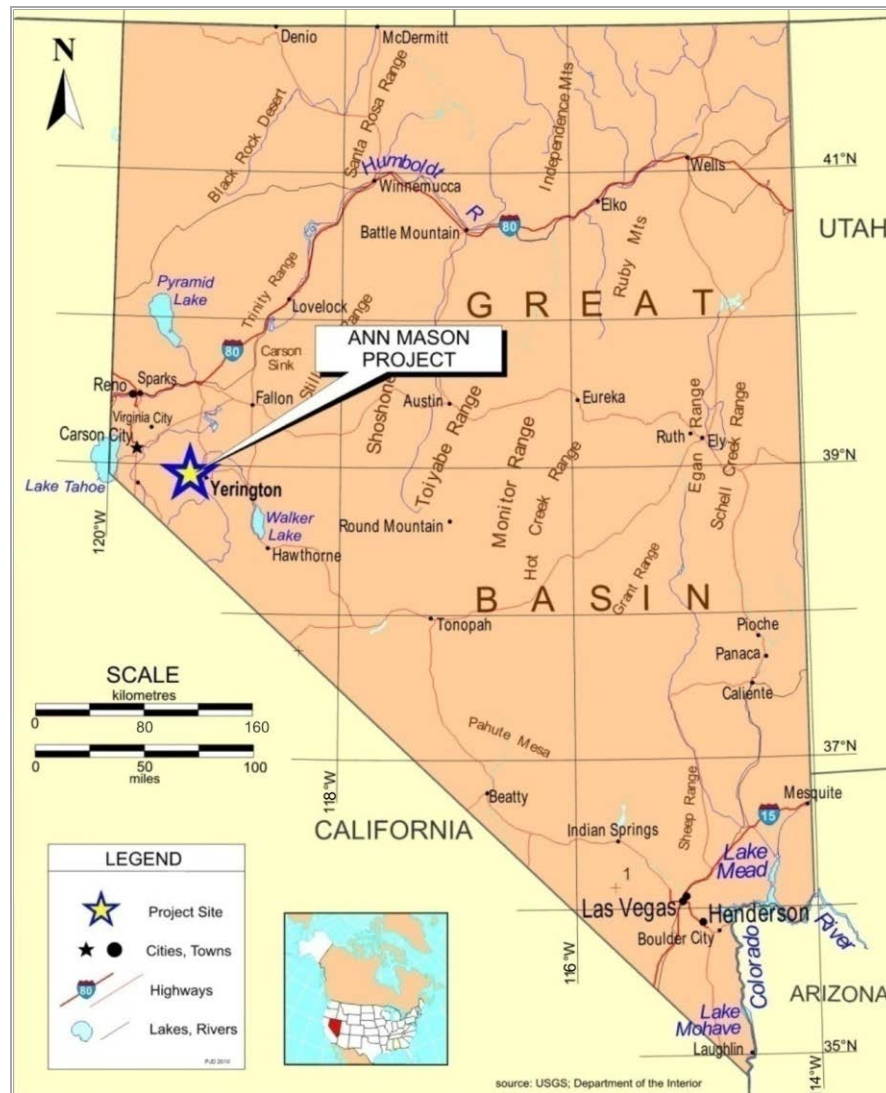 N
Denio
McDermitt
Black Rock Desert
Santa Rosa Range
Independence Mts
Humboldt
R
Winnemucca
Wells
41°N
Elko
Battle Mountain
80
Ruby Mts
UTAH
Pyramid
Lake
Trinity Range
Lovelock
GREAT
80
Carson
Sink
ANN MASON
PROJECT
Reno
Sparks
Virginia City
Fallon
Shoshone
Austin
Toiyabe Range
Eureka
Carson City
Ruth
Ely
Egan Range
Schell Creek Range
39°N
Monitor Range
Hot Creek Range
Lake Tahoe
Yerington
120°W
Walker
Lake
Round Mountain
Hawthorne
Grant Range
BASIN
Tonopah
Pioche
Panaca
Caliente
SCALE
kilometres
0 80 160
0 50 100
miles
Pahute Mesa
37°N
118°W
Beatty
Mesquite
15
Sheep Range
CALIFORNIA
Indian Springs
Lake
Mead
1
Las Vegas
Henderson
Boulder City
Colorado
River
116°W
ARIZONA
Lake
Mohave
Laughlin
35°N
114°W
LEGEND
Project Site
Cities, Towns
80
Highways
Lakes, Rivers
PJD 2010
source: USGS; Department of the Interior